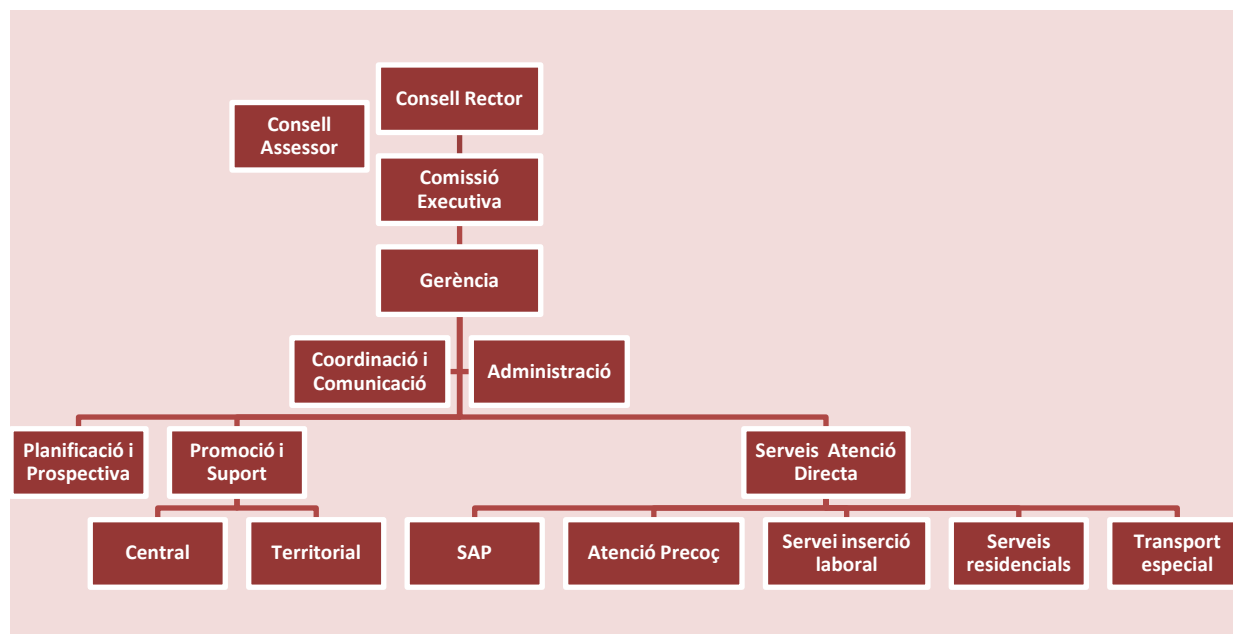 Consell Rector
Consell
Assessor
Comissió
Executiva
Gerència
Coordinació i
Comunicació
Administració
Planificació i
Prospectiva
Promoció i
Suport
Serveis Atenció
Directa
Central
Territorial
SAP
Atenció Precoç
Servei inserció
laboral
Serveis
residencials
Transport
especial